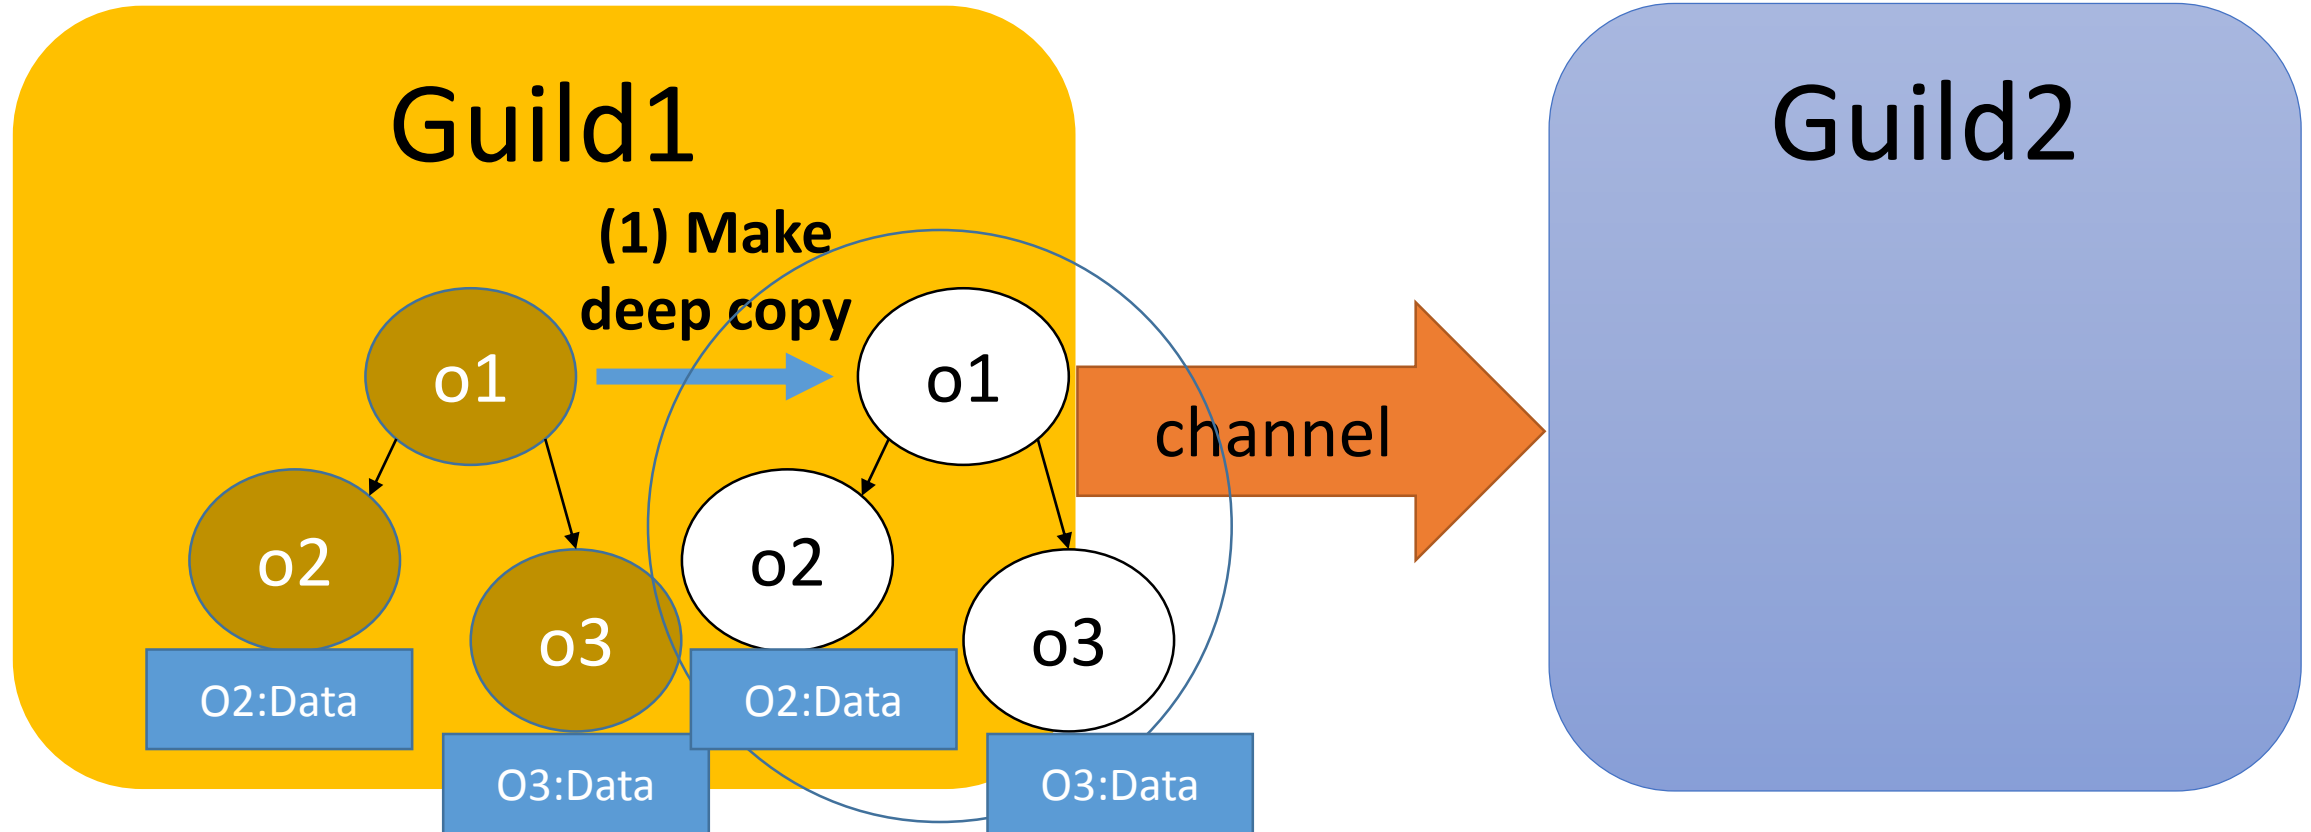 Guild1
Guild2
(1) Make
deep copy
o1
o1
channel
o2
o2
o3
o3
O2:Data
O2:Data
O3:Data
O3:Data